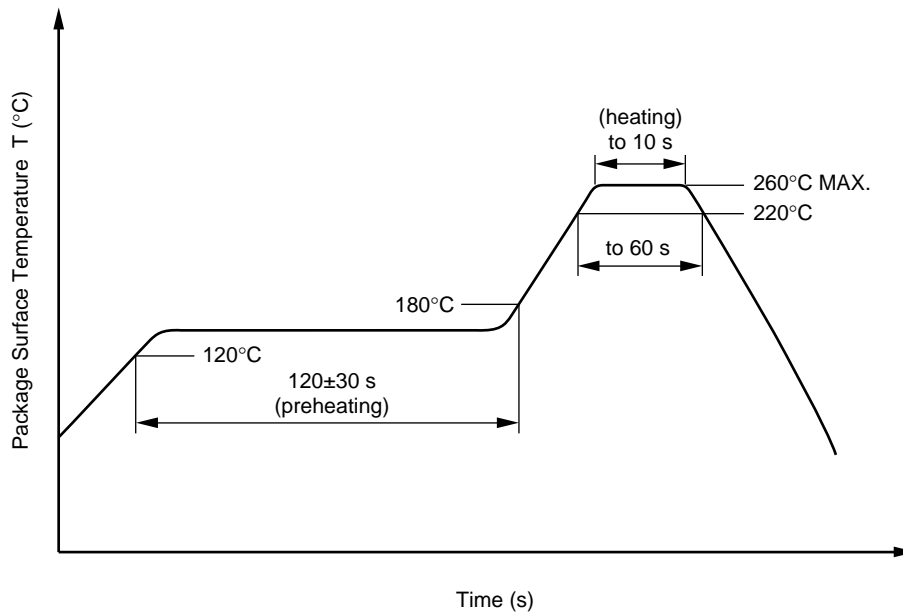 Package Surface Temperature T (°C)
(heating)
to 10 s
260°C MAX.
220°C
to 60 s
180°C
120°C
120±30 s
(preheating)
Time (s)